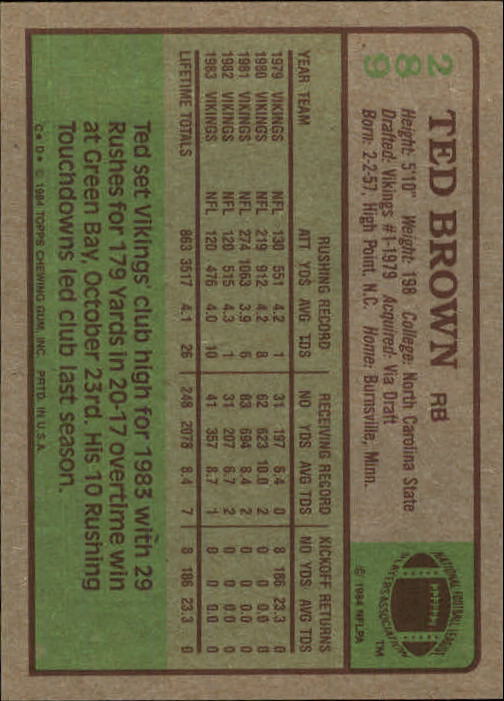 289
TED BROWN RB
Height: 5'10" Weight: 198 College: North Carolina State
Drafted: Vikings #1-1979 Acquired: Via Draft
Born: 2-2-57, High Point, N.C. Home: Burnsville, Minn.
NATIONAL FOOTBALL LEAGUE
PLAYERS ASSOCIATION
TM
© 1984 NFLPA
RUSHING RECORD RECEIVING RECORD KICKOFF RETURNS
YEAR TEAM ATT YDS AVG TDS NO YDS AVG TDS NO YDS AVG TDS
1979 VIKINGS NFL 130 551 4.2 1 31 197 6.4 0 8 186 23.3 0
1980 VIKINGS NFL 219 912 4.2 8 62 623 10.0 2 0 0 0.0 0
1981 VIKINGS NFL 274 1063 3.9 6 83 694 8.4 2 0 0 0.0 0
1982 VIKINGS NFL 120 515 4.3 1 31 207 6.7 2 0 0 0.0 0
1983 VIKINGS NFL 120 476 4.0 10 41 357 8.7 1 0 0 0.0 0
LIFETIME TOTALS 863 3517 4.1 26 248 2078 8.4 7 8 186 23.3 0
Ted set Vikings' club high for 1983 with 29
Rushes for 179 Yards in 20-17 overtime win
at Green Bay, October 23rd. His 10 Rushing
Touchdowns led club last season.
C* D* © 1984 TOPPS CHEWING GUM, INC. PRTD. IN U.S.A.